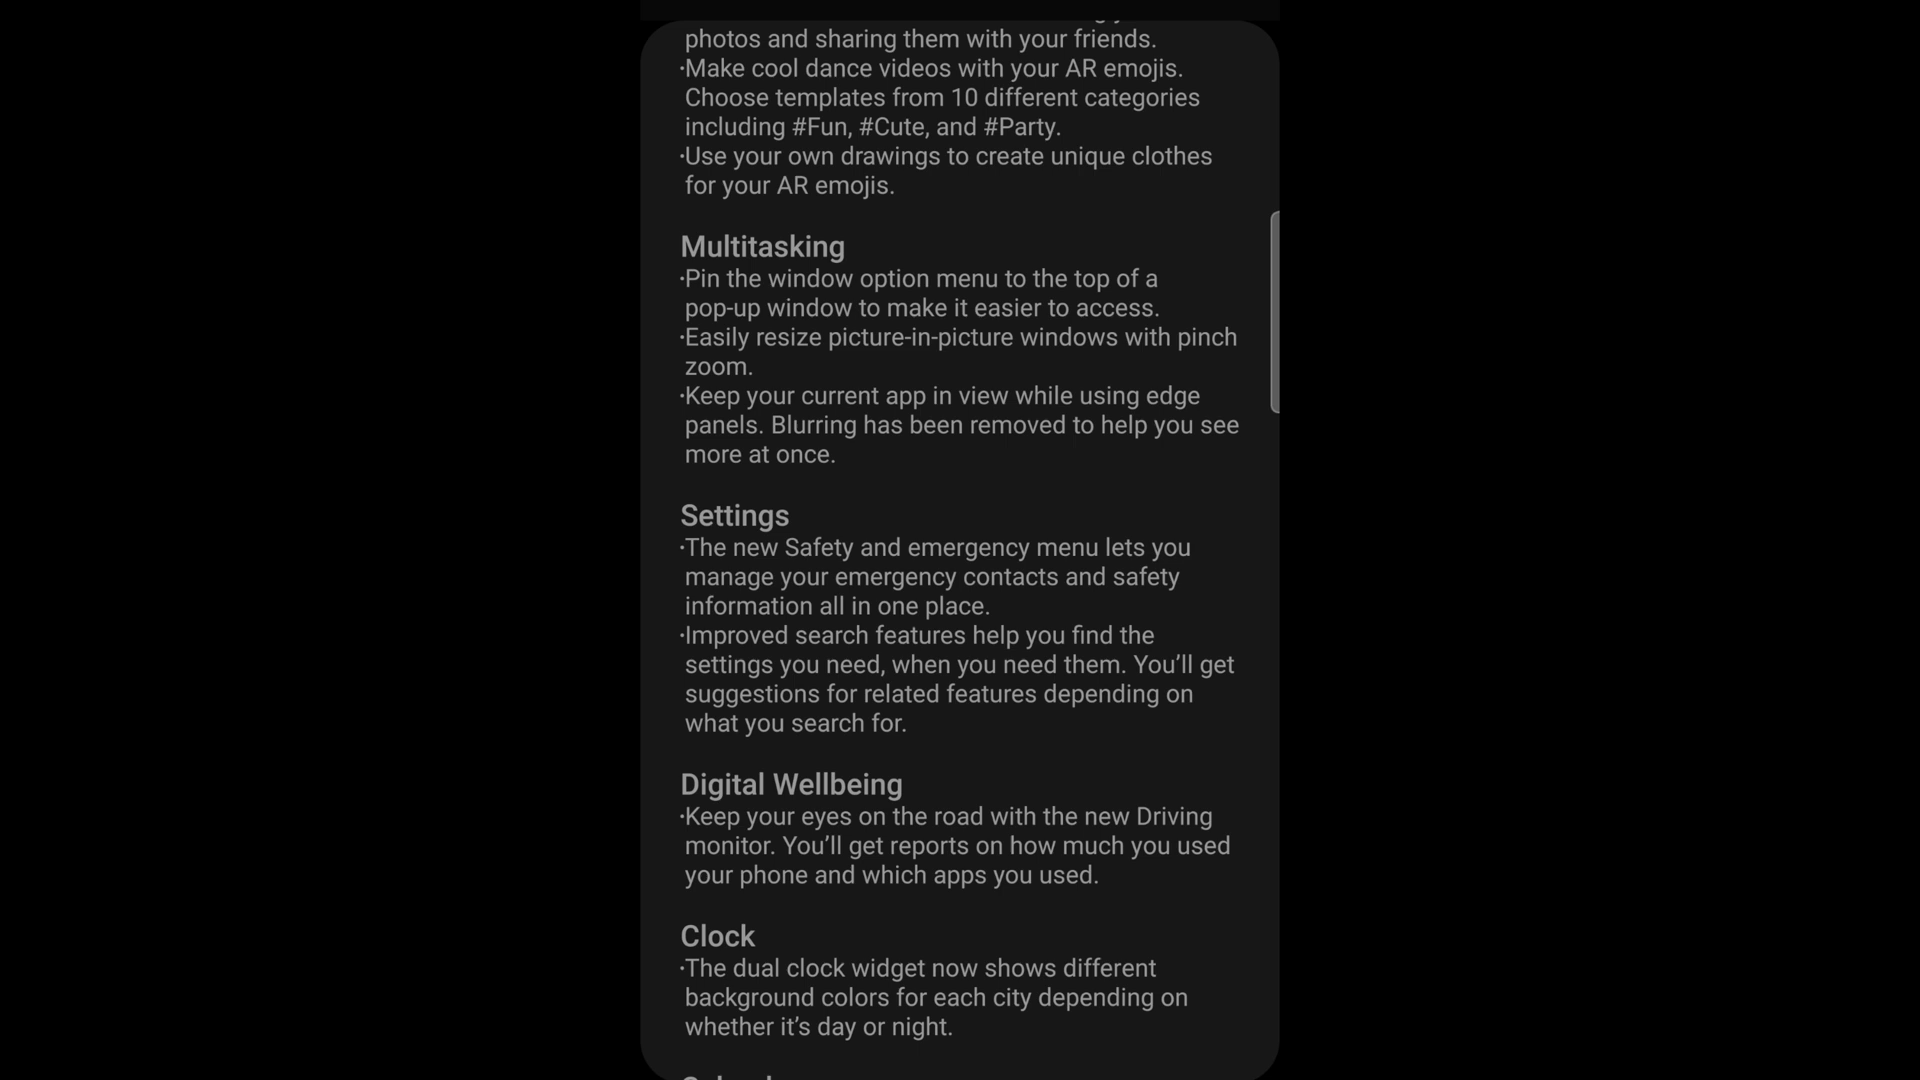 photos and sharing them with your friends.
·Make cool dance videos with your AR emojis.
Choose templates from 10 different categories
including #Fun, #Cute, and #Party.
·Use your own drawings to create unique clothes
for your AR emojis.
Multitasking
·Pin the window option menu to the top of a
pop-up window to make it easier to access.
·Easily resize picture-in-picture windows with pinch
zoom.
·Keep your current app in view while using edge
panels. Blurring has been removed to help you see
more at once.
Settings
·The new Safety and emergency menu lets you
manage your emergency contacts and safety
information all in one place.
·Improved search features help you find the
settings you need, when you need them. You’ll get
suggestions for related features depending on
what you search for.
Digital Wellbeing
·Keep your eyes on the road with the new Driving
monitor. You’ll get reports on how much you used
your phone and which apps you used.
Clock
·The dual clock widget now shows different
background colors for each city depending on
whether it’s day or night.